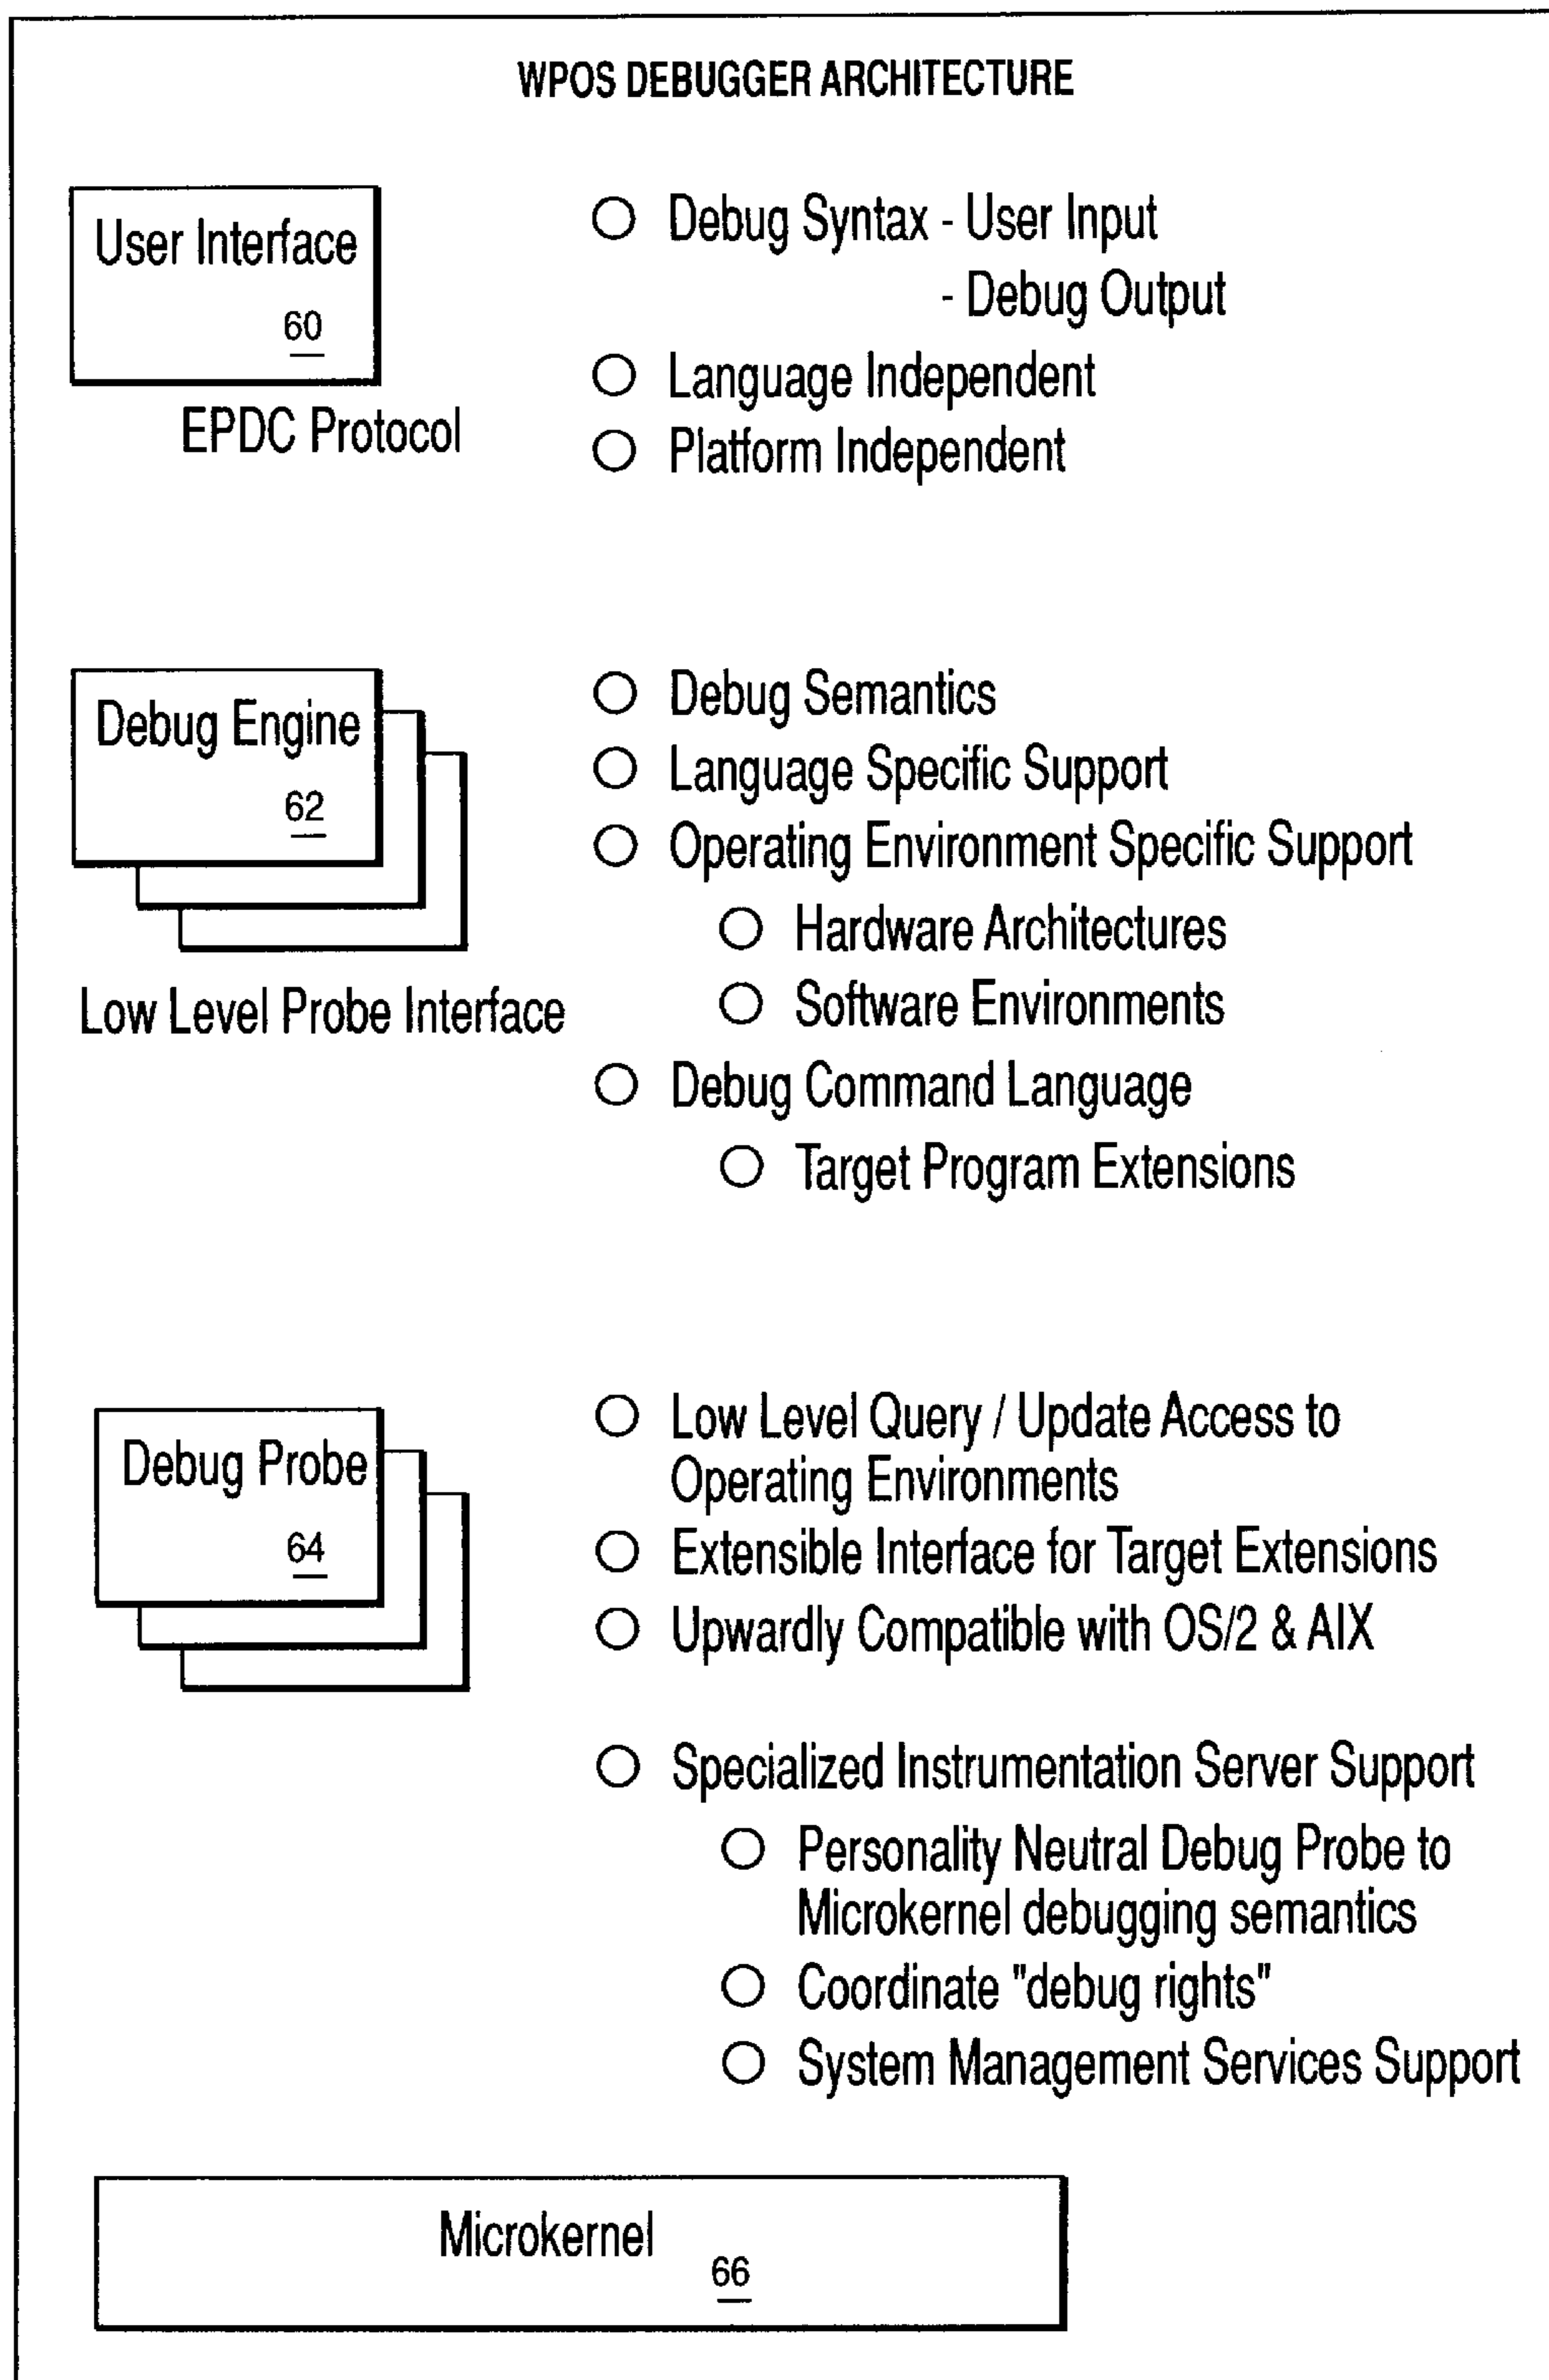 WPOS DEBUGGER ARCHITECTURE
User Interface
60
EPDC Protocol
Debug Syntax - User Input
- Debug Output
Language Independent
Platform Independent
Debug Engine
62
Low Level Probe Interface
Debug Semantics
Language Specific Support
Operating Environment Specific Support
Hardware Architectures
Software Environments
Debug Command Language
Target Program Extensions
Debug Probe
64
Low Level Query / Update Access to
Operating Environments
Extensible Interface for Target Extensions
Upwardly Compatible with OS/2 & AIX
Specialized Instrumentation Server Support
Personality Neutral Debug Probe to
Microkernel debugging semantics
Coordinate "debug rights"
System Management Services Support
Microkernel
66